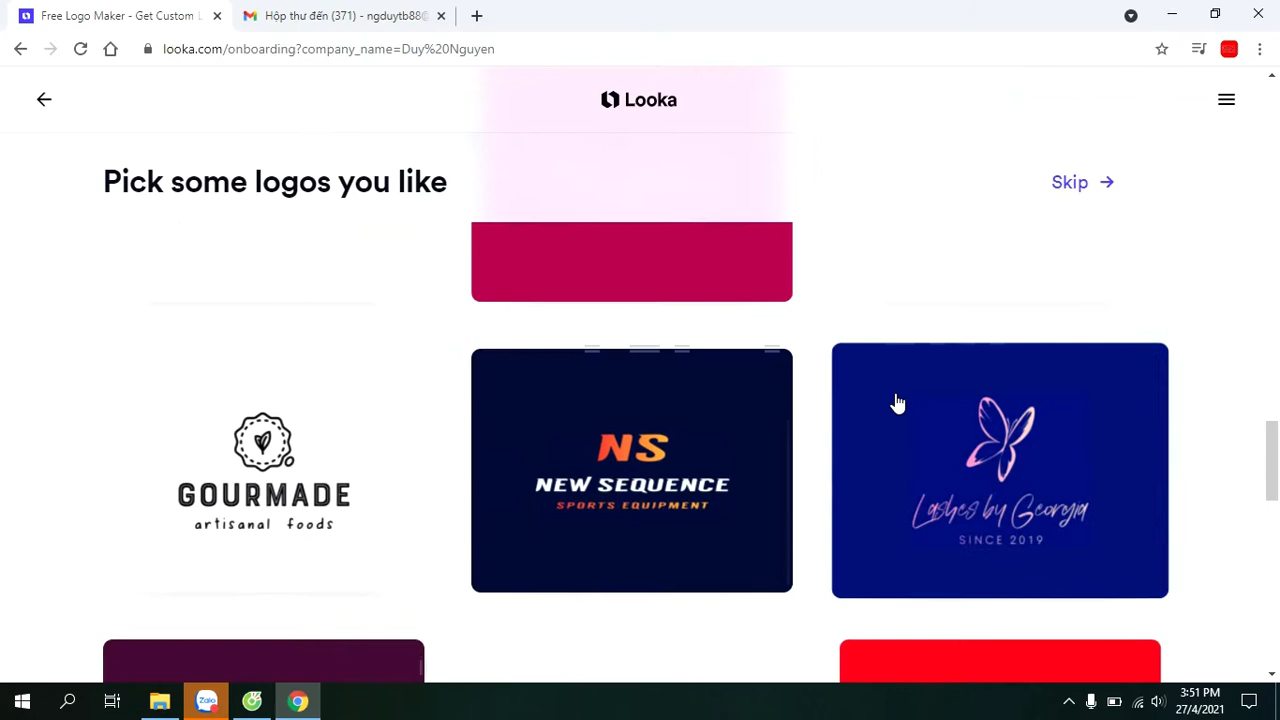 Free Logo Maker - Get Custom L
Hộp thư đến (371) - ngduytb88@
looka.com/onboarding?company_name=Duy%20Nguyen
Looka
Pick some logos you like
Skip
GOURMADE
artisanal foods
NS
NEW SEQUENCE
SPORTS EQUIPMENT
Lashes by Georgia
SINCE 2019
Zalo
3:51 PM
27/4/2021